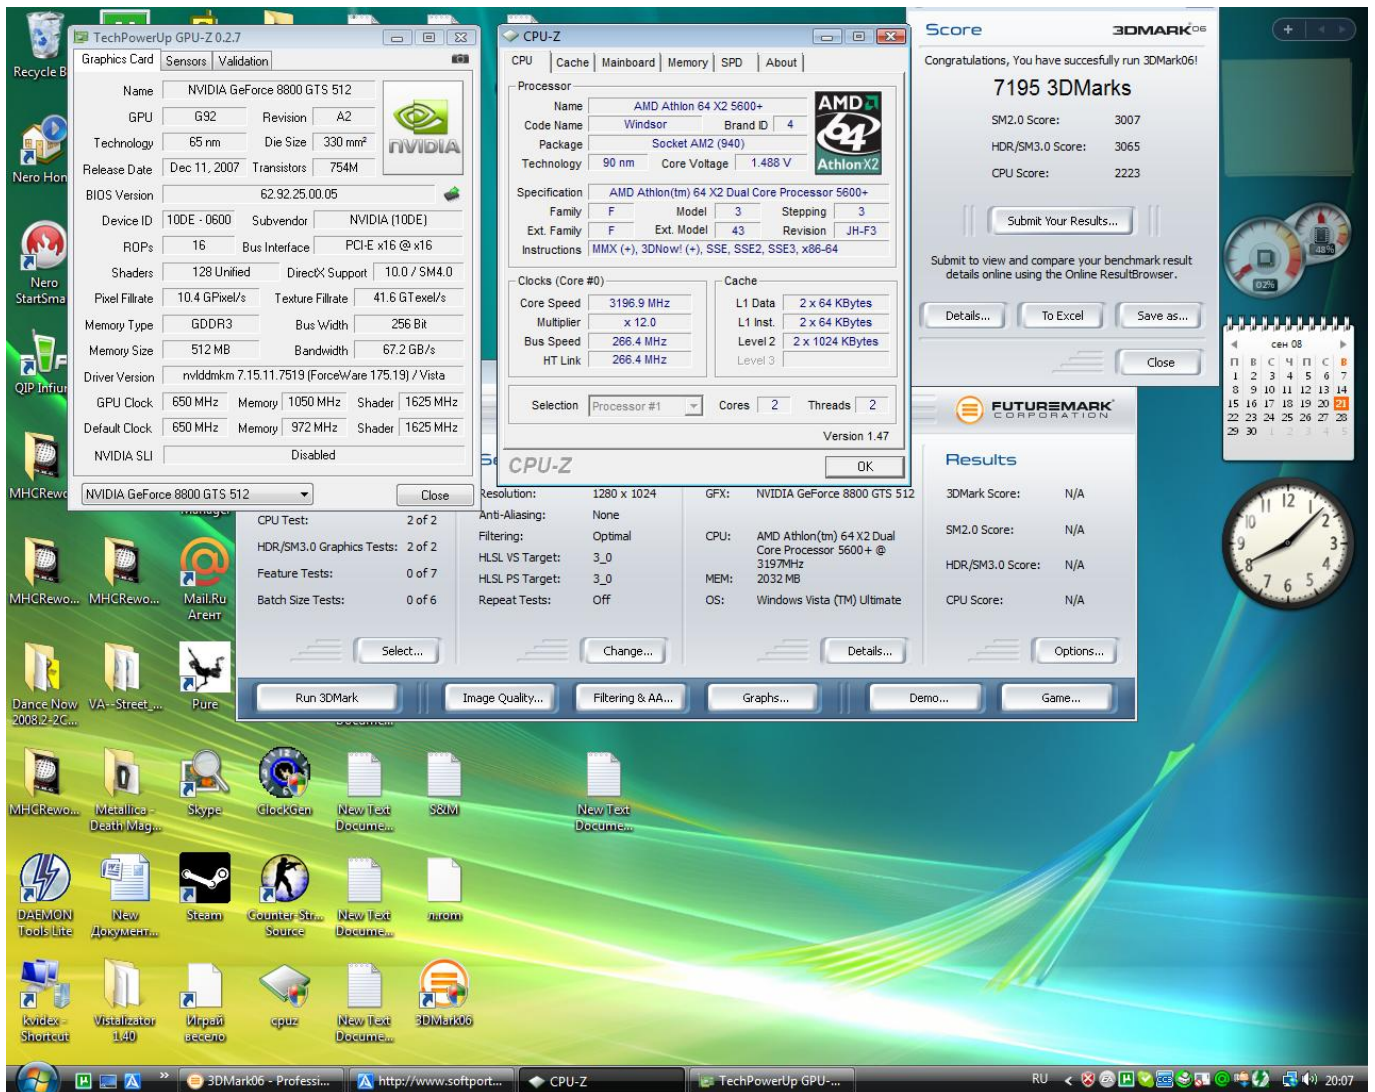 TechPowerUp GPU-Z 0.2.7
Graphics Card Sensors Validation
Name NVIDIA GeForce 8800 GTS 512
GPU G92 Revision A2
Technology 65 nm Die Size 330 mm²
Release Date Dec 11, 2007 Transistors 754M
BIOS Version 62.92.25.00.05
Device ID 10DE - 0600 Subvendor NVIDIA (10DE)
ROPs 16 Bus Interface PCI-E x16 @ x16
Shaders 128 Unified DirectX Support 10.0 / SM4.0
Pixel Fillrate 10.4 GPixel/s Texture Fillrate 41.6 GTexel/s
Memory Type GDDR3 Bus Width 256 Bit
Memory Size 512 MB Bandwidth 67.2 GB/s
Driver Version nvlddmkm 7.15.11.7519 (ForceWare 175.19) / Vista
GPU Clock 650 MHz Memory 1050 MHz Shader 1625 MHz
Default Clock 650 MHz Memory 972 MHz Shader 1625 MHz
NVIDIA SLI Disabled
NVIDIA GeForce 8800 GTS 512 Close
NVIDIA
CPU-Z
CPU Cache Mainboard Memory SPD About
Processor
Name AMD Athlon 64 X2 5600+
Code Name Windsor Brand ID 4
Package Socket AM2 (940)
Technology 90 nm Core Voltage 1.488 V
AMD
64
Athlon X2
Specification AMD Athlon(tm) 64 X2 Dual Core Processor 5600+
Family F Model 3 Stepping 3
Ext. Family F Ext. Model 43 Revision JH-F3
Instructions MMX (+), 3DNow! (+), SSE, SSE2, SSE3, x86-64
Clocks (Core #0)
Core Speed 3196.9 MHz
Multiplier x 12.0
Bus Speed 266.4 MHz
HT Link 266.4 MHz
Cache
L1 Data 2 x 64 KBytes
L1 Inst. 2 x 64 KBytes
Level 2 2 x 1024 KBytes
Level 3
Selection Processor #1 Cores 2 Threads 2
Version 1.47
CPU-Z OK
Score 3DMARK06
Congratulations, You have succesfully run 3DMark06!
7195 3DMarks
SM2.0 Score: 3007
HDR/SM3.0 Score: 3065
CPU Score: 2223
Submit Your Results...
Submit to view and compare your benchmark result
details online using the Online ResultBrowser.
Details... To Excel Save as...
Close
FUTUREMARK
CORPORATION
CPU Test: 2 of 2
HDR/SM3.0 Graphics Tests: 2 of 2
Feature Tests: 0 of 7
Batch Size Tests: 0 of 6
Select...
Resolution: 1280 x 1024
Anti-Aliasing: None
Filtering: Optimal
HLSL VS Target: 3_0
HLSL PS Target: 3_0
Repeat Tests: Off
Change...
GFX: NVIDIA GeForce 8800 GTS 512
CPU: AMD Athlon(tm) 64 X2 Dual
Core Processor 5600+ @
3197MHz
MEM: 2032 MB
OS: Windows Vista (TM) Ultimate
Details...
Results
3DMark Score: N/A
SM2.0 Score: N/A
HDR/SM3.0 Score: N/A
CPU Score: N/A
Options...
Run 3DMark Image Quality... Filtering & AA... Graphs... Demo... Game...
48%
02%
сен 08
П В С Ч П С В
1 2 3 4 5 6 7
8 9 10 11 12 13 14
15 16 17 18 19 20 21
22 23 24 25 26 27 28
29 30 1 2 3 4 5
11 12 1
10 2
9 3
8 4
7 6 5
Recycle B
Nero Hon
Nero
StartSma
QIP Infiur
MHCRewo
MHCRewo... MHCRewo... Mail.Ru
Агент
Dance Now
2008.2-2C...
VA--Street_...
Pure
MHCRewo...
Metallica -
Death Mag...
Skype
ClockGen
New Text
Docume...
S&M
New Text
Docume...
DAEMON
Tools Lite
New
Документ...
Steam
Counter-Str...
Source
New Text
Docume...
n.rom
kvidex -
Shortcut
Vistalizator
1.40
Играй
весело
cpuz
New Text
Docume...
3DMark06
3DMark06 - Professi... http://www.softport... CPU-Z TechPowerUp GPU-... RU 20:07